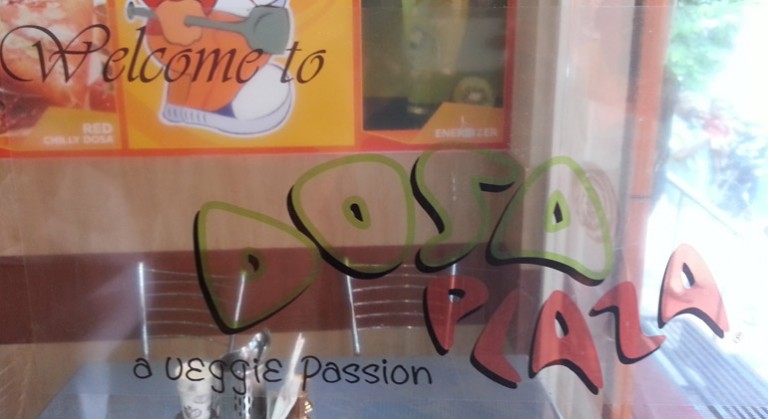 Welcome to
RED
CHILLY DOSA
ENERGIZER
DOSA
PLAZA
a veggie passion